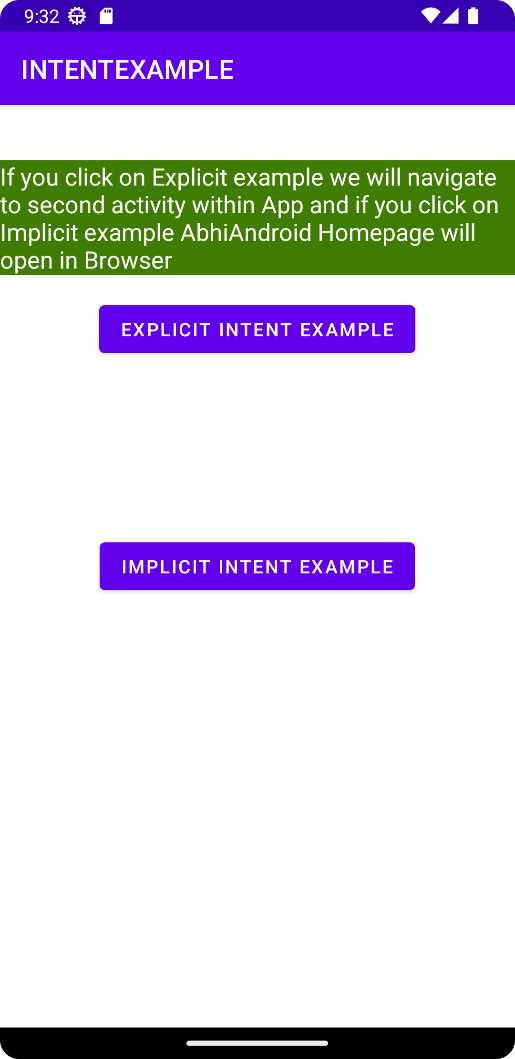 9:32
INTENTEXAMPLE
If you click on Explicit example we will navigate
to second activity within App and if you click on
Implicit example AbhiAndroid Homepage will
open in Browser
EXPLICIT INTENT EXAMPLE
IMPLICIT INTENT EXAMPLE